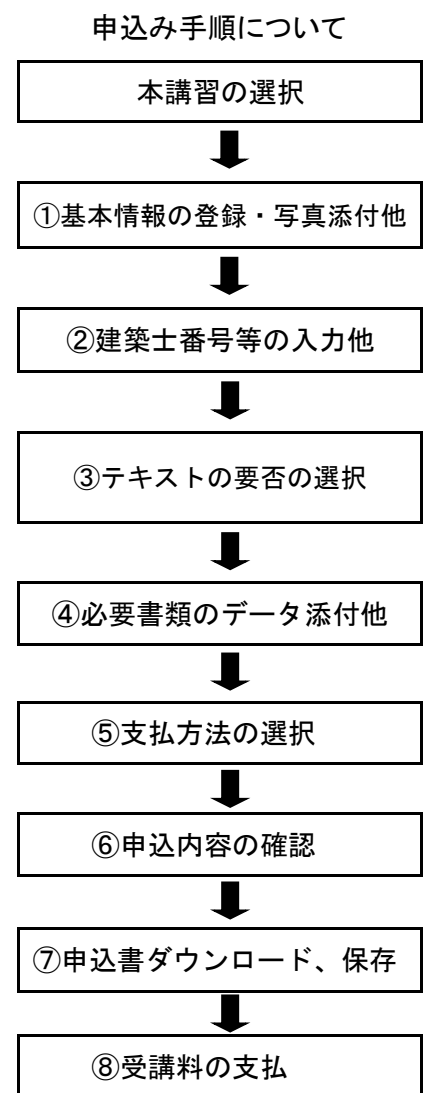 申込み手順について
本講習の選択
①基本情報の登録・写真添付他
②建築士番号等の入力他
③テキストの要否の選択
④必要書類のデータ添付他
⑤支払方法の選択
⑥申込内容の確認
⑦申込書ダウンロード、保存
⑧受講料の支払